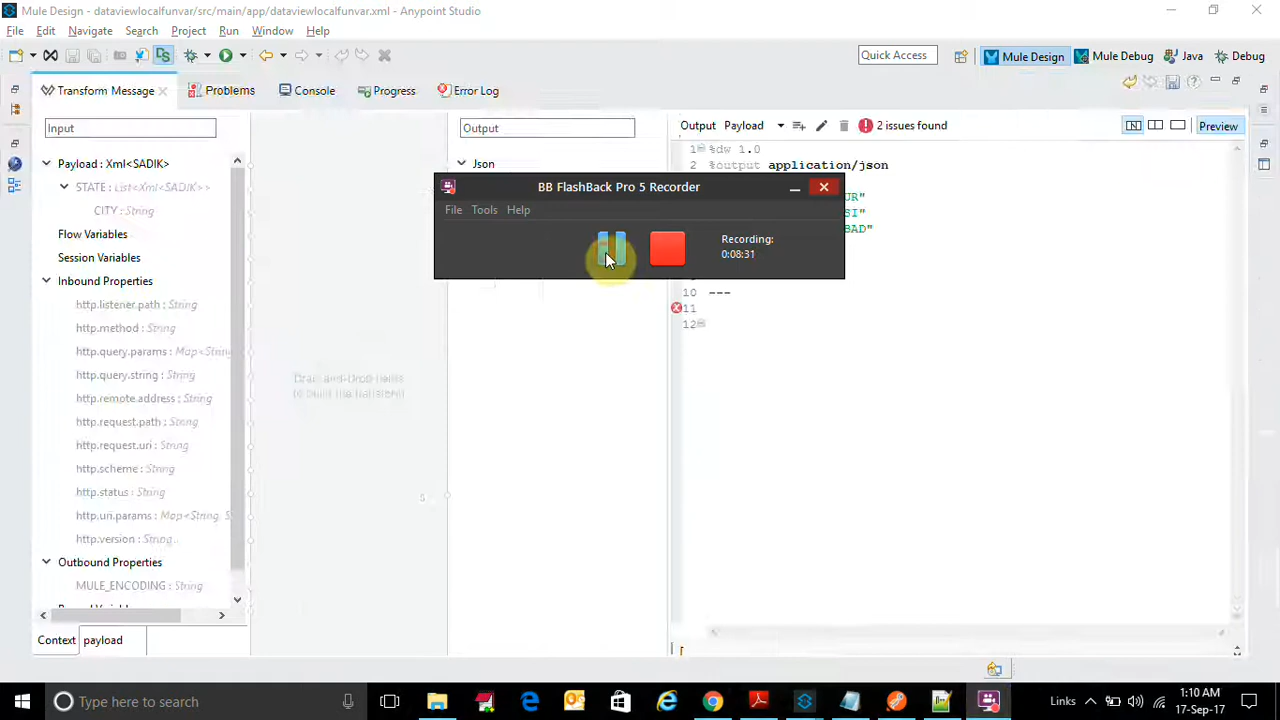 Mule Design - dataviewlocalfunvar/src/main/app/dataviewlocalfunvar.xml - Anypoint Studio
File Edit Navigate Search Project Run Window Help
Quick Access
Mule Design
Mule Debug
Java
Debug
Transform Message
Problems
Console
Progress
Error Log
Input
Output
Output Payload
2 issues found
Preview
Payload : Xml<SADIK>
STATE : List<Xml<SADIK>>
CITY : String
Flow Variables
Session Variables
Inbound Properties
http.listener.path : String
http.method : String
http.query.params : Map<Strin
http.query.string : String
http.remote.address : String
http.request.path : String
http.request.uri : String
http.scheme : String
http.status : String
http.uri.params : Map<String, S
http.version : String
Outbound Properties
MULE_ENCODING : String
Context
payload
Json
1 %dw 1.0
2 %output application/json
UR"
SI"
BAD"
10 ---
11
12
BB FlashBack Pro 5 Recorder
File Tools Help
Recording:
0:08:31
Type here to search
Links
1:10 AM
17-Sep-17